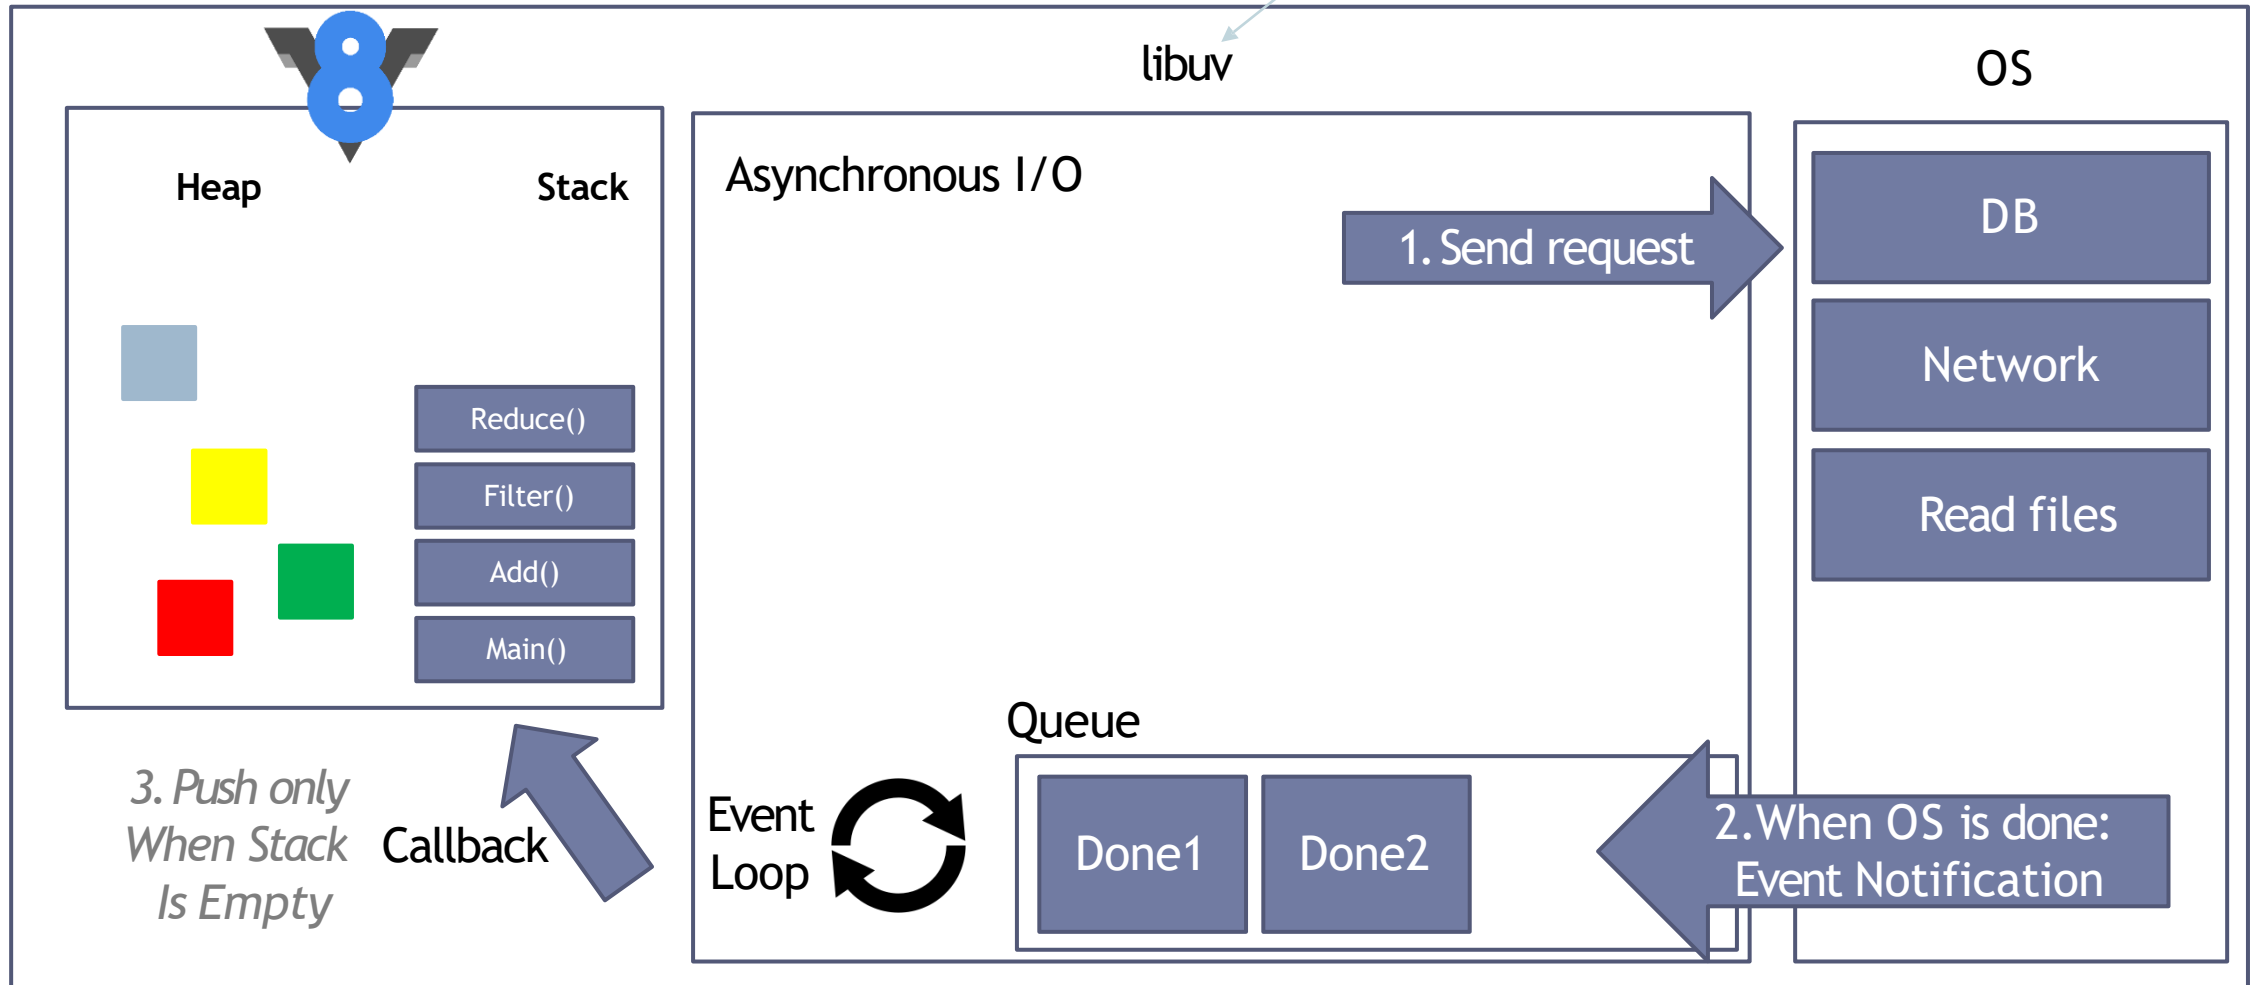 8
libuv
OS
Heap
Stack
Asynchronous I/O
1. Send request
DB
Network
Read files
Reduce()
Filter()
Add()
Main()
Queue
Event
Loop
Done1
Done2
2.When OS is done:
Event Notification
Callback
3. Push only
When Stack
Is Empty